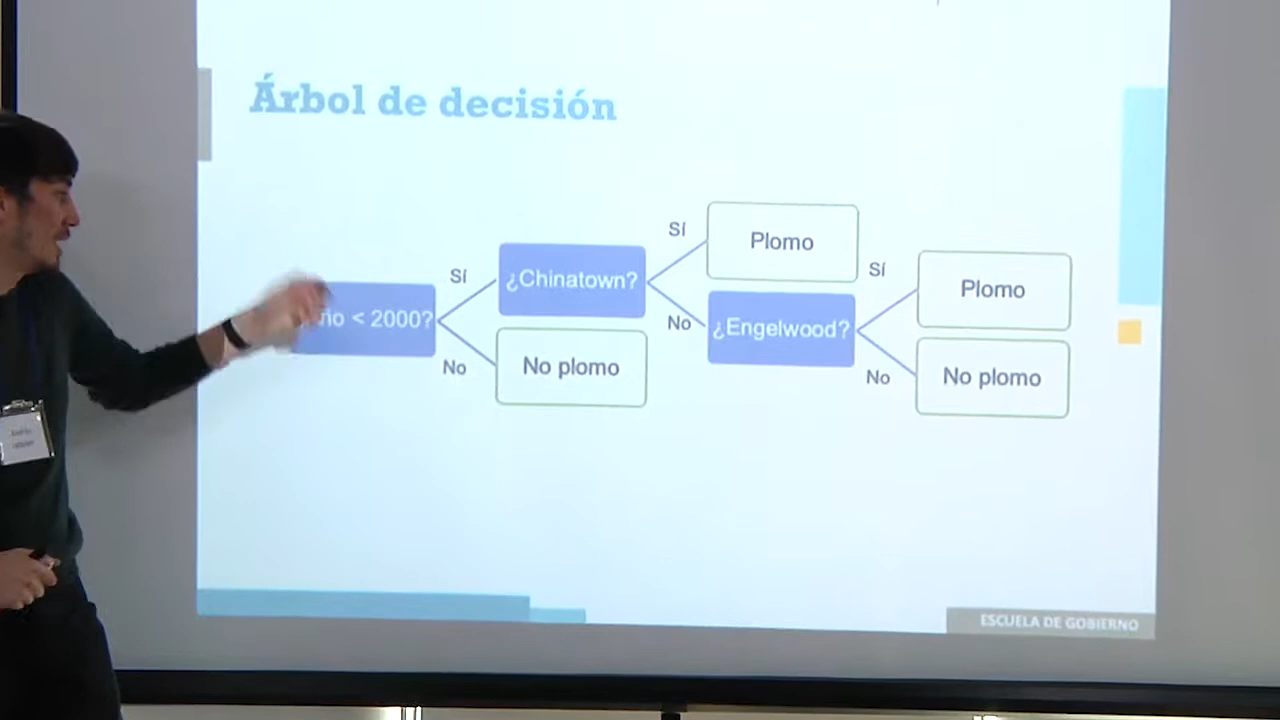 Árbol de decisión
Sí
¿Chinatown?
Sí
Plomo
Sí
Plomo
< 2000?
No
¿Engelwood?
No
No plomo
No
No plomo
ESCUELA DE GOBIERNO